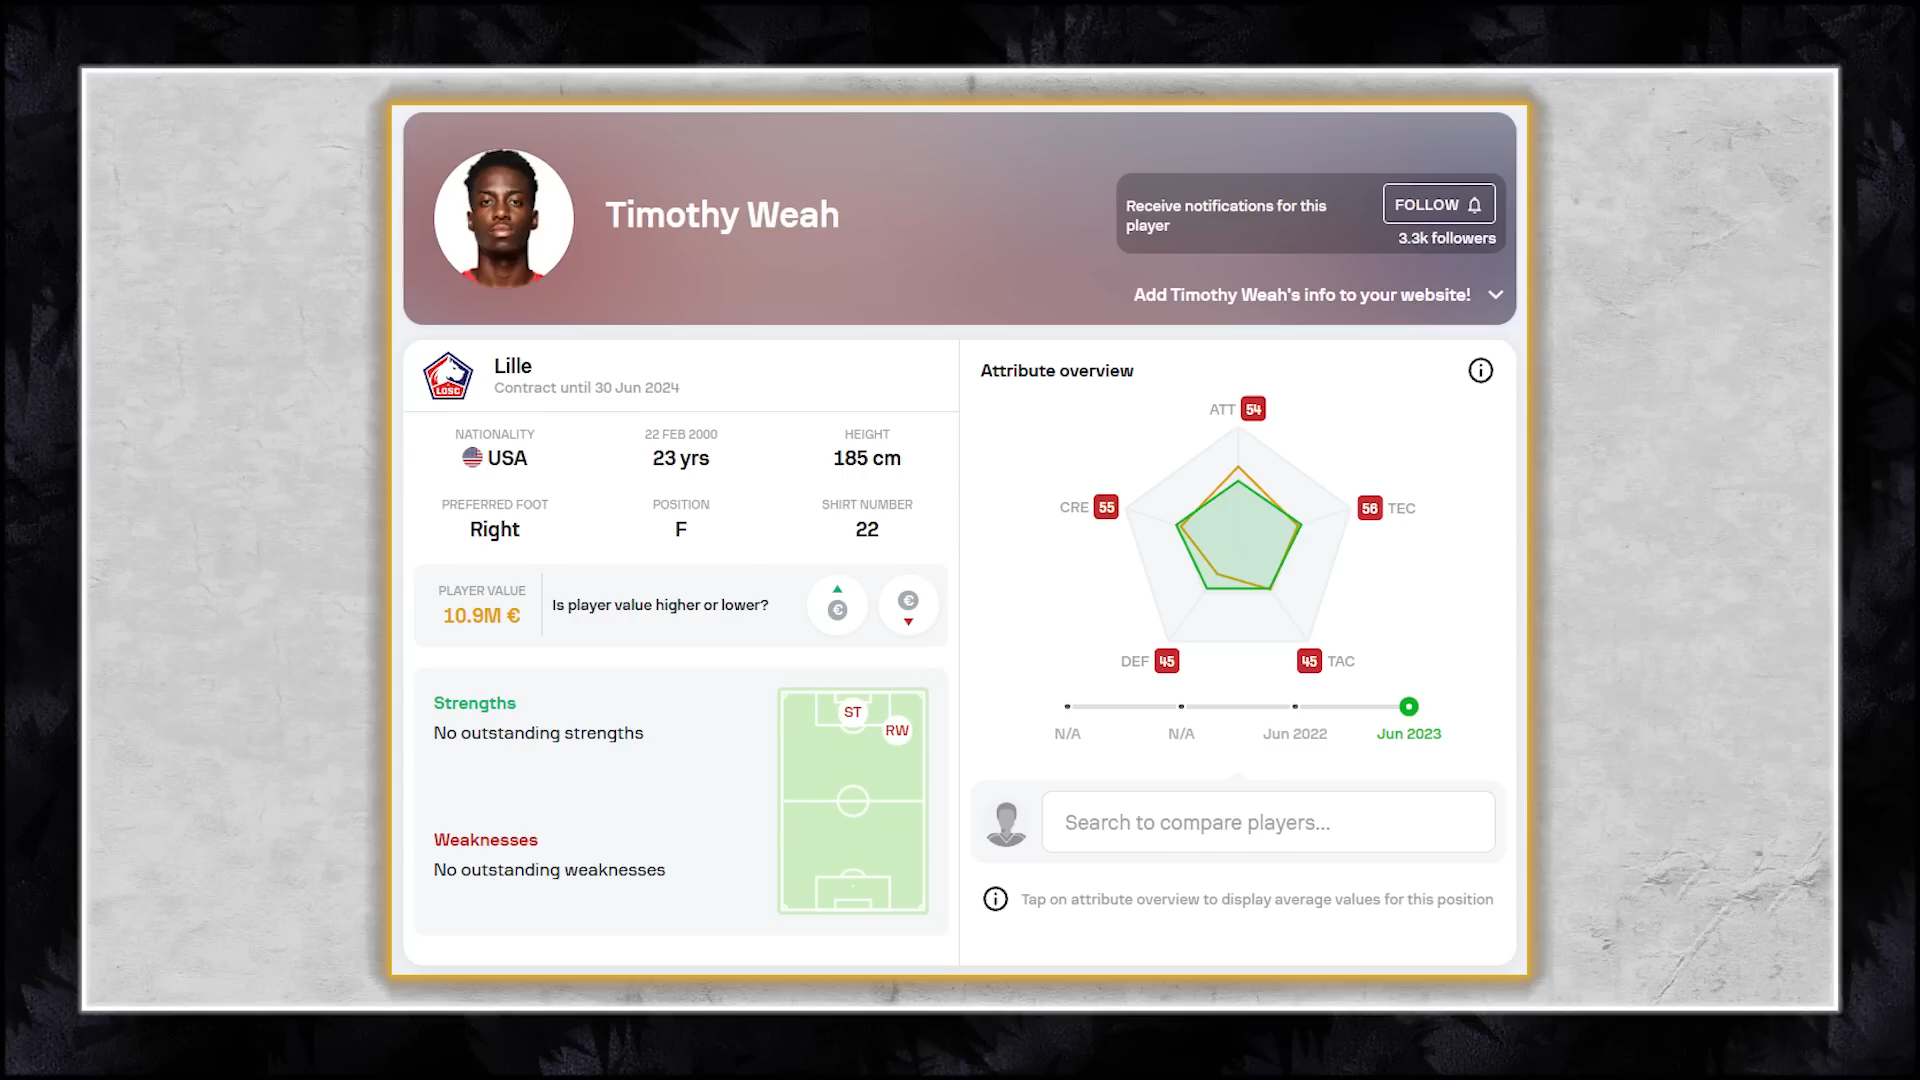 Timothy Weah
Receive notifications for this
player
FOLLOW
3.3k followers
Add Timothy Weah's info to your website!
LOSC
Lille
Contract until 30 Jun 2024
NATIONALITY
USA
22 FEB 2000
23 yrs
HEIGHT
185 cm
PREFERRED FOOT
Right
POSITION
F
SHIRT NUMBER
22
PLAYER VALUE
10.9M €
Is player value higher or lower?
€
€
Strengths
No outstanding strengths
Weaknesses
No outstanding weaknesses
ST
RW
Attribute overview
ATT 54
CRE 55
56 TEC
DEF 45
45 TAC
N/A
N/A
Jun 2022
Jun 2023
Search to compare players...
Tap on attribute overview to display average values for this position